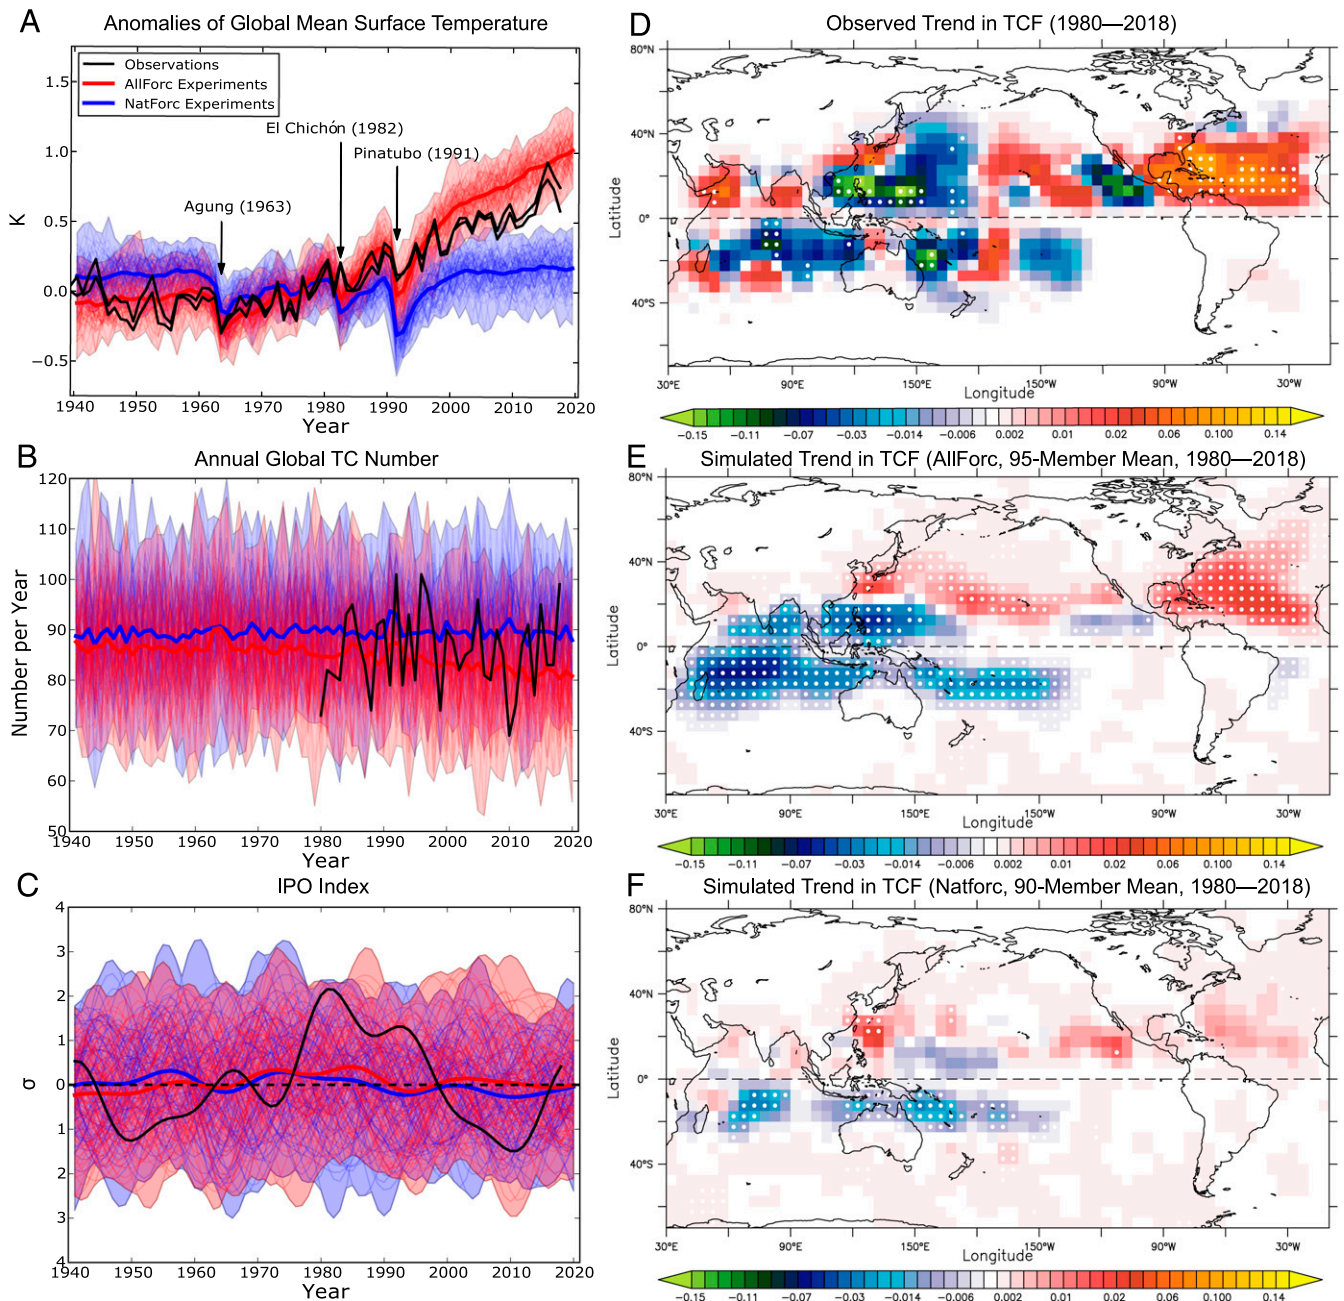 A
Anomalies of Global Mean Surface Temperature
Observations
AllForc Experiments
NatForc Experiments
El Chichón (1982)
Pinatubo (1991)
Agung (1963)
K
1.5
1.0
0.5
0.0
−0.5
1940 1950 1960 1970 1980 1990 2000 2010 2020
Year
B
Annual Global TC Number
Number per Year
120
110
100
90
80
70
60
50
1940 1950 1960 1970 1980 1990 2000 2010 2020
Year
C
IPO Index
σ
4
3
2
1
0
1
2
3
4
1940 1950 1960 1970 1980 1990 2000 2010 2020
Year
D
Observed Trend in TCF (1980—2018)
Latitude
80°N
40°N
0°
40°S
30°E 90°E 150°E 150°W 90°W 30°W
Longitude
−0.15 −0.11 −0.07 −0.03 −0.014 −0.006 0.002 0.01 0.02 0.06 0.100 0.14
E
Simulated Trend in TCF (AllForc, 95-Member Mean, 1980—2018)
Latitude
80°N
40°N
0°
40°S
30°E 90°E 150°E 150°W 90°W 30°W
Longitude
−0.15 −0.11 −0.07 −0.03 −0.014 −0.006 0.002 0.01 0.02 0.06 0.100 0.14
F
Simulated Trend in TCF (Natforc, 90-Member Mean, 1980—2018)
Latitude
80°N
40°N
0°
40°S
30°E 90°E 150°E 150°W 90°W 30°W
Longitude
−0.15 −0.11 −0.07 −0.03 −0.014 −0.006 0.002 0.01 0.02 0.06 0.100 0.14